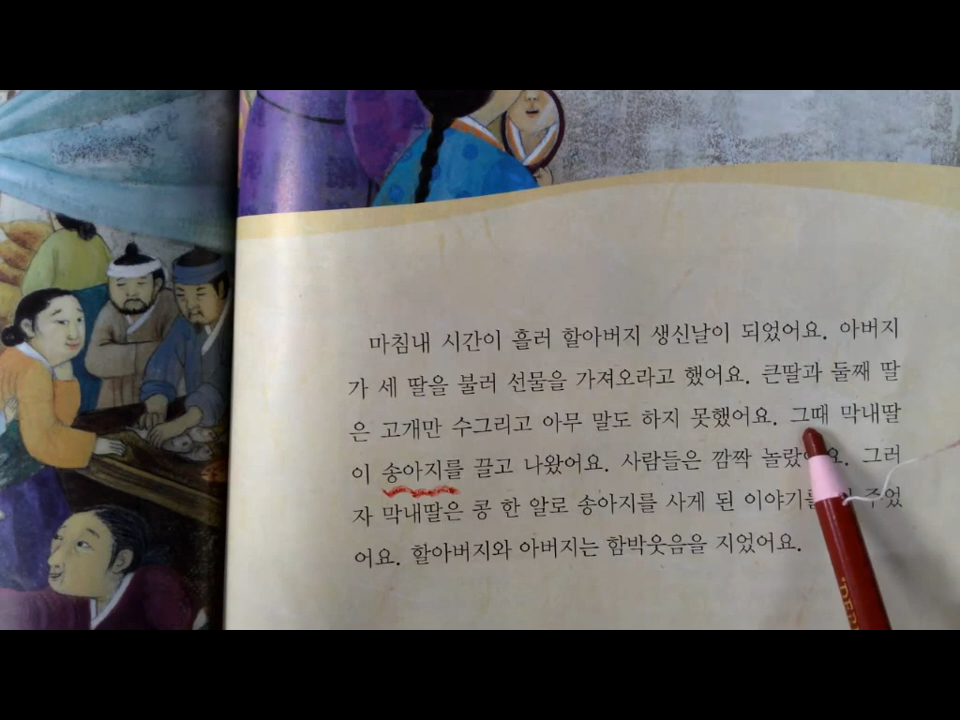 마침내 시간이 흘러 할아버지 생신날이 되었어요. 아버지
가 세 딸을 불러 선물을 가져오라고 했어요. 큰딸과 둘째 딸
은 고개만 수그리고 아무 말도 하지 못했어요. 그때 막내딸
이 송아지를 끌고 나왔어요. 사람들은 깜짝 그러
자 막내딸은 콩 한 알로 송아지를 사게 된 주었
어요. 할아버지와 아버지는 함박웃음을 지었어요.